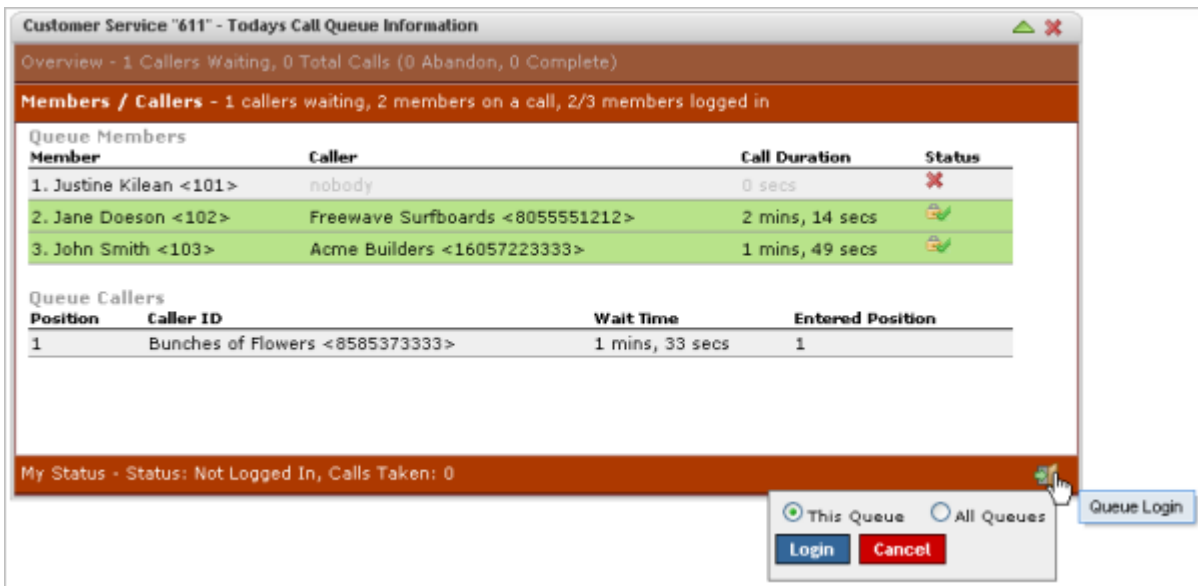 Customer Service "611" - Todays Call Queue Information
Overview - 1 Callers Waiting, 0 Total Calls (0 Abandon, 0 Complete)
Members / Callers - 1 callers waiting, 2 members on a call, 2/3 members logged in
Queue Members
Member Caller Call Duration Status
1. Justine Kilean <101> nobody 0 secs
2. Jane Doeson <102> Freewave Surfboards <8055551212> 2 mins, 14 secs
3. John Smith <103> Acme Builders <16057223333> 1 mins, 49 secs
Queue Callers
Position Caller ID Wait Time Entered Position
1 Bunches of Flowers <8585373333> 1 mins, 33 secs 1
My Status - Status: Not Logged In, Calls Taken: 0
Queue Login
This Queue All Queues
Login Cancel